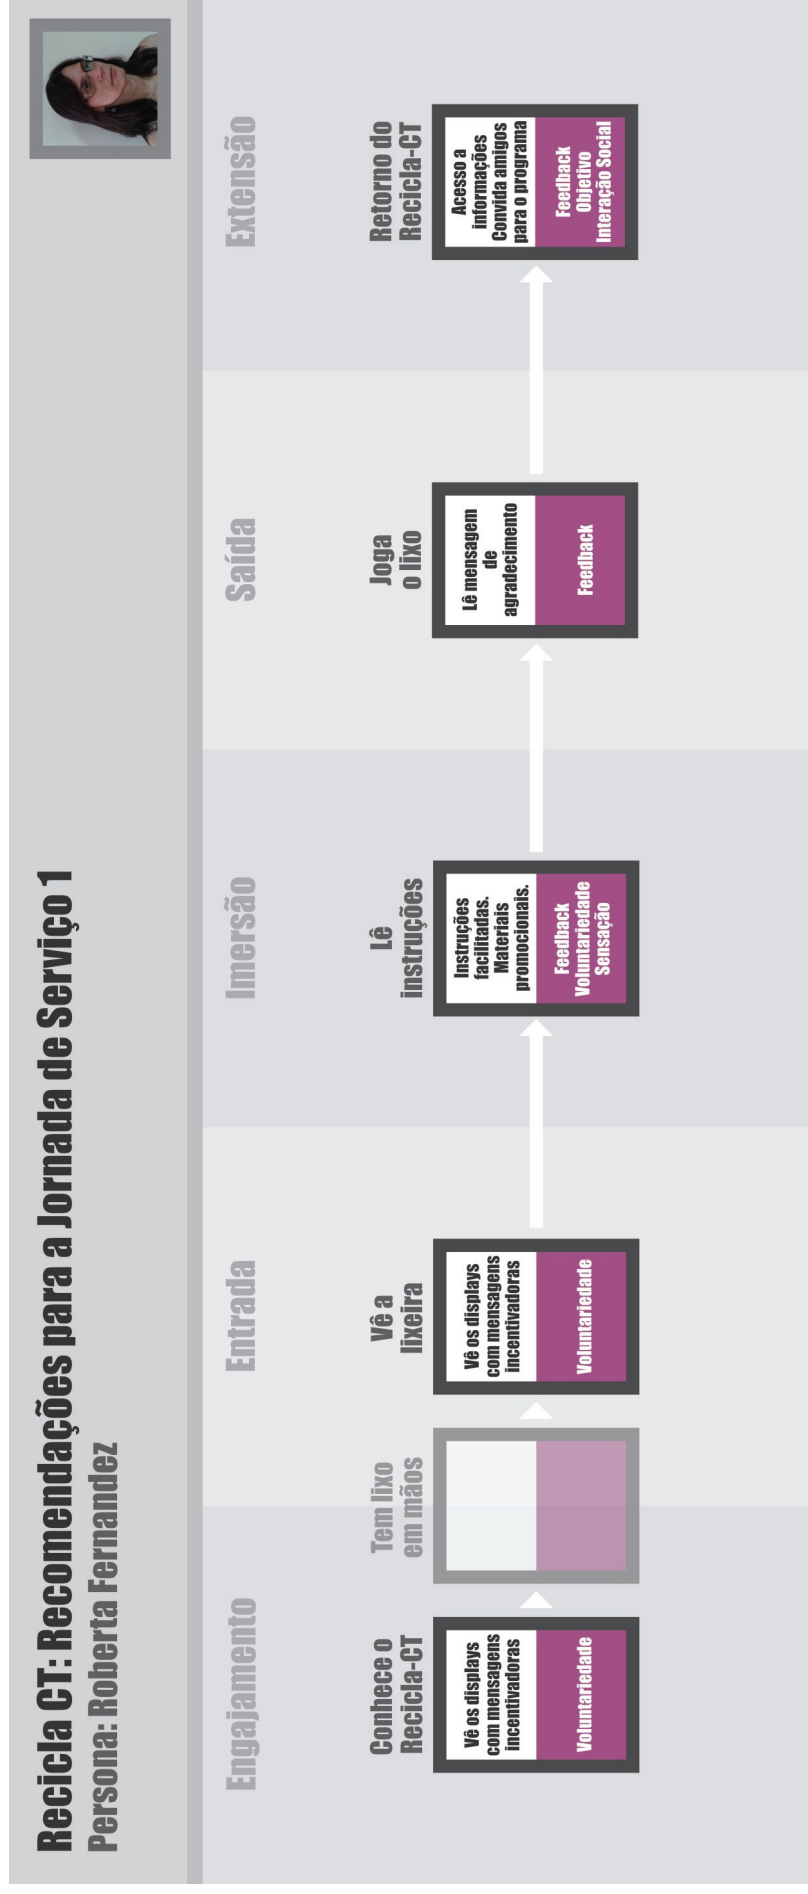 Recicla CT: Recomendações para a Jornada de Serviço 1
Persona: Roberta Fernandez
Engajamento
Entrada
Imersão
Saída
Extensão
Conhece o
Recicla-CT
Vê os displays
com mensagens
incentivadoras
Voluntariedade
Tem lixo
em mãos
Vê a
lixeira
Vê os displays
com mensagens
incentivadoras
Voluntariedade
Lê
instruções
Instruções
facilitadas.
Materiais
promocionais.
Feedback
Voluntariedade
Sensação
Joga
o lixo
Lê mensagem
de
agradecimento
Feedback
Retorno do
Recicla-CT
Acesso a
informações
Convida amigos
para o programa
Feedback
Objetivo
Interação Social